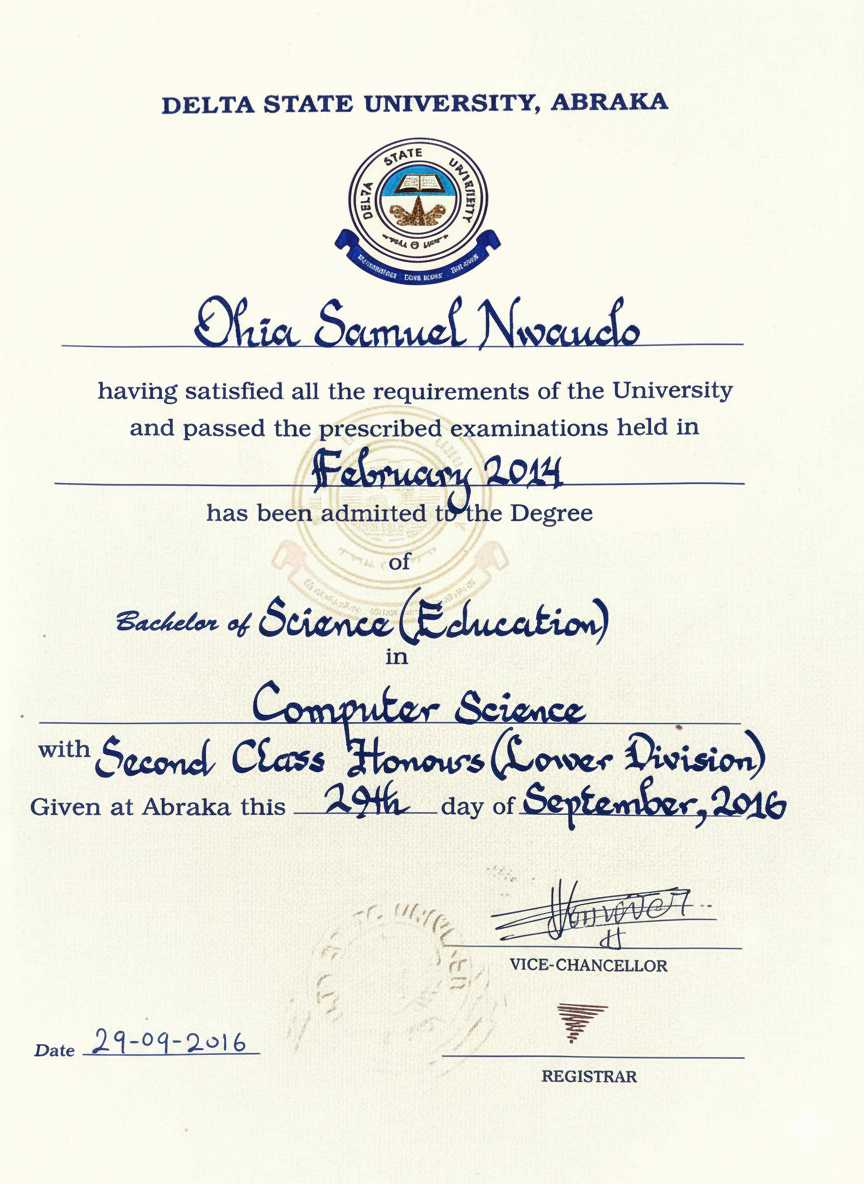 DELTA STATE UNIVERSITY, ABRAKA
DELTA STATE UNIVERSITY
Ohia Samuel Nwaudo
having satisfied all the requirements of the University
and passed the prescribed examinations held in
February 2014
has been admitted to the Degree
of
Bachelor of Science (Education)
in
Computer Science
with Second Class Honours (Lower Division)
Given at Abraka this 29th day of September, 2016
VICE-CHANCELLOR
Date 29-09-2016
REGISTRAR